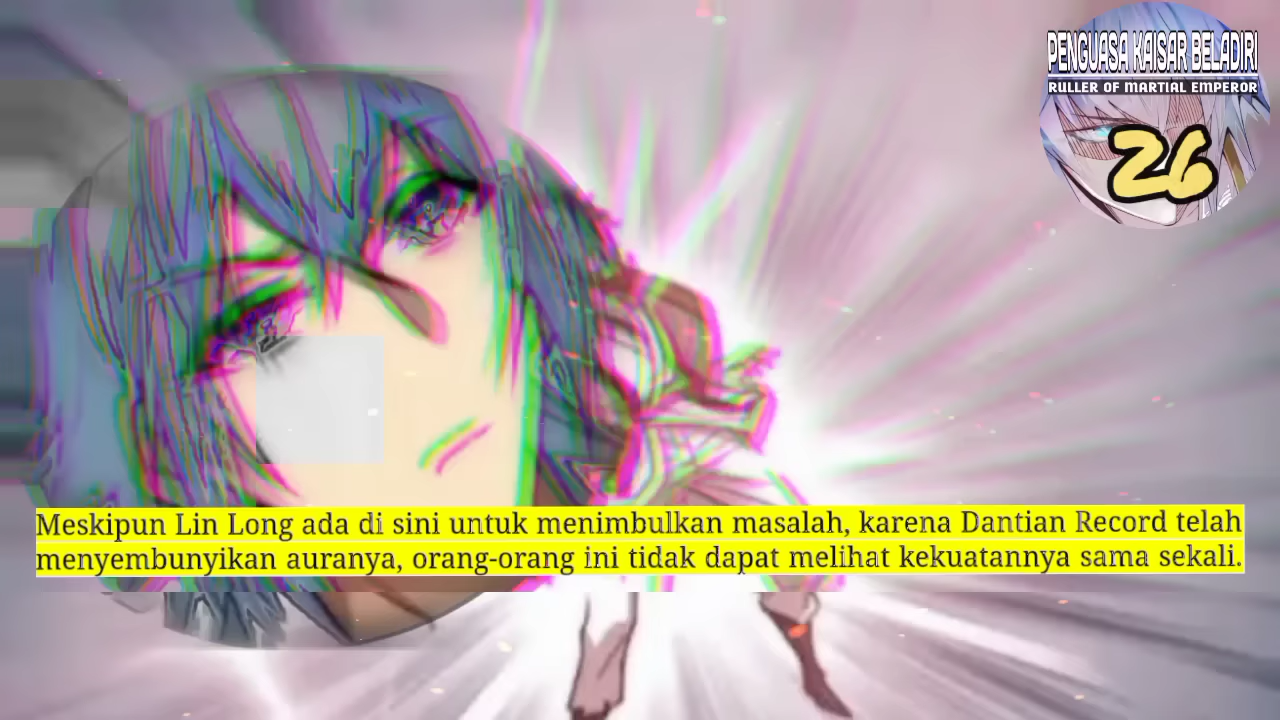 PENGUASA KAISAR BELADIRI
RULLER OF MARTIAL EMPEROR
26
Meskipun Lin Long ada di sini untuk menimbulkan masalah, karena Dantian Record telah
menyembunyikan auranya, orang-orang ini tidak dapat melihat kekuatannya sama sekali.